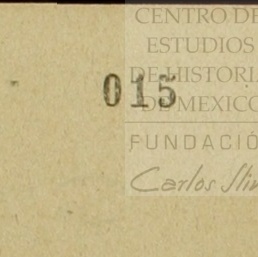 CENTRO DE
ESTUDIOS
DE HISTORIA
DE MEXICO
015
FUNDACIÓ
Carlos Slim